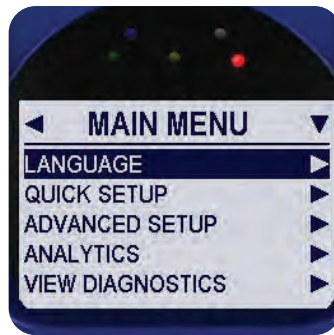 MAIN MENU
LANGUAGE
QUICK SETUP
ADVANCED SETUP
ANALYTICS
VIEW DIAGNOSTICS